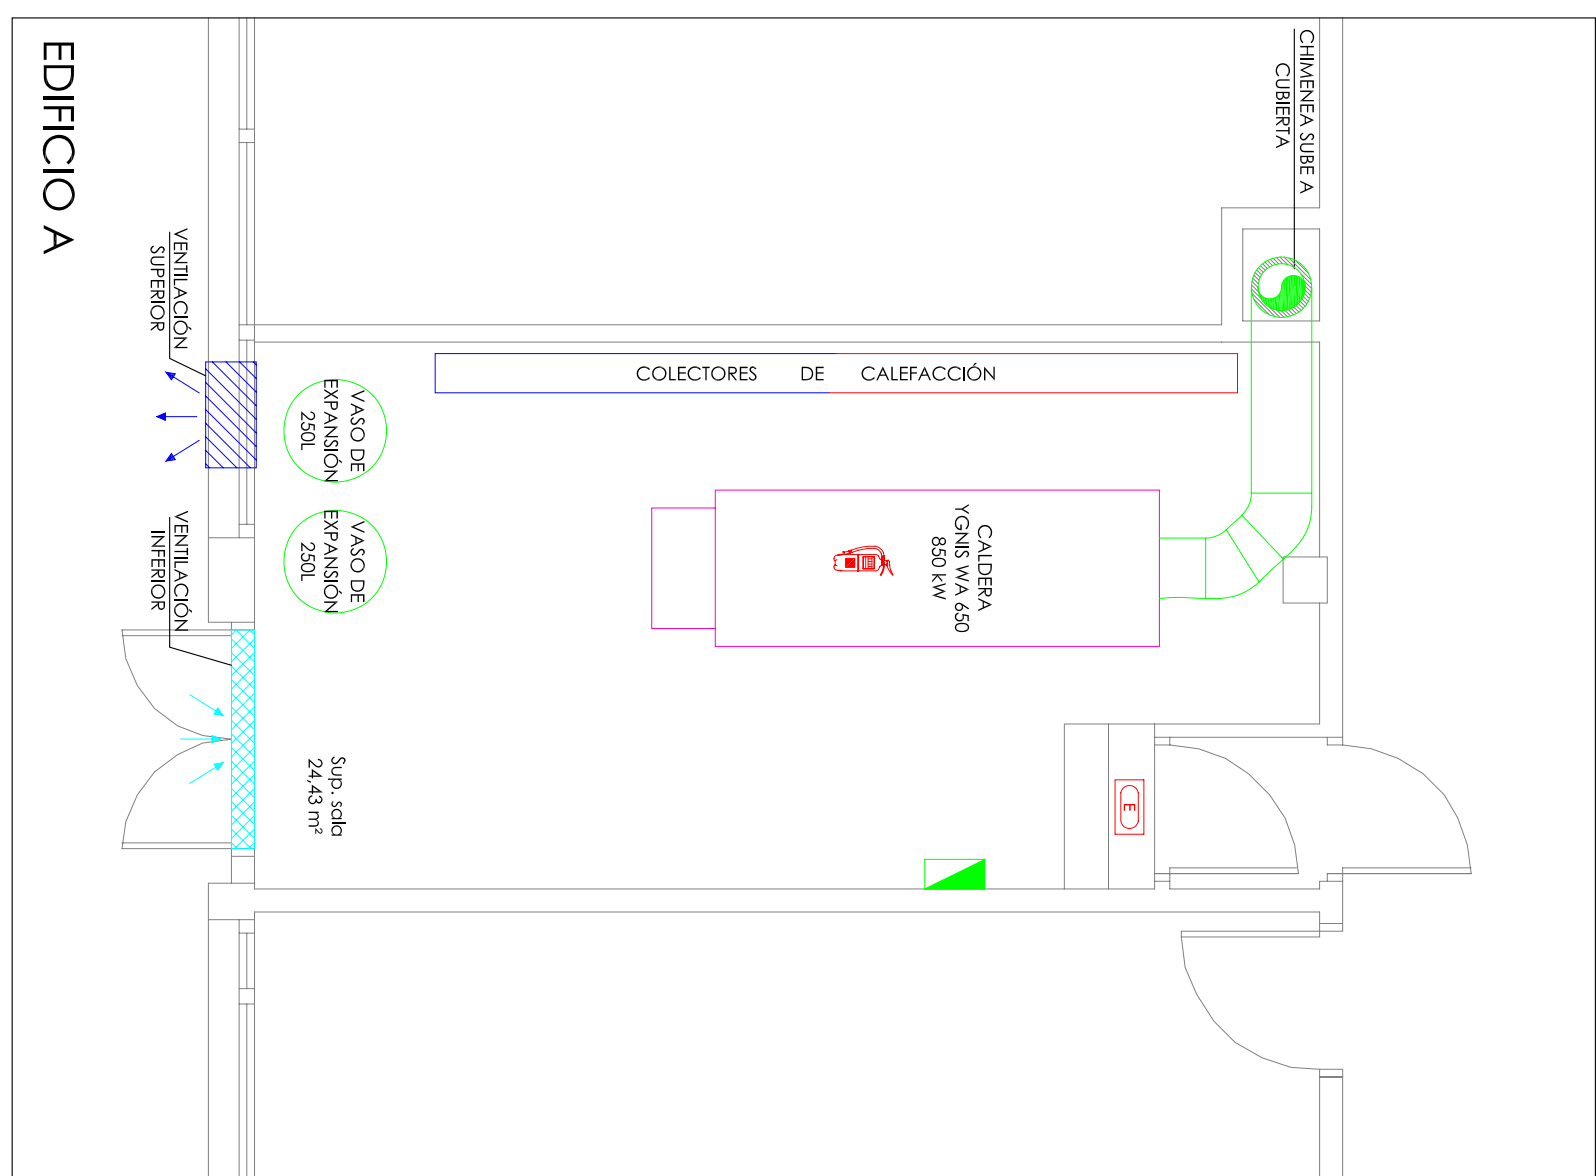 EDIFICIO A
CHIMENEA SUBE A
CUBIERTA
VENTILACIÓN
SUPERIOR
COLECTORES DE CALEFACCIÓN
VASO DE
EXPANSIÓN
250L
VASO DE
EXPANSIÓN
250L
CALDERA
YGNIS WA 650
850 kW
VENTILACIÓN
INFERIOR
Sup. sala
24,43 m²
E